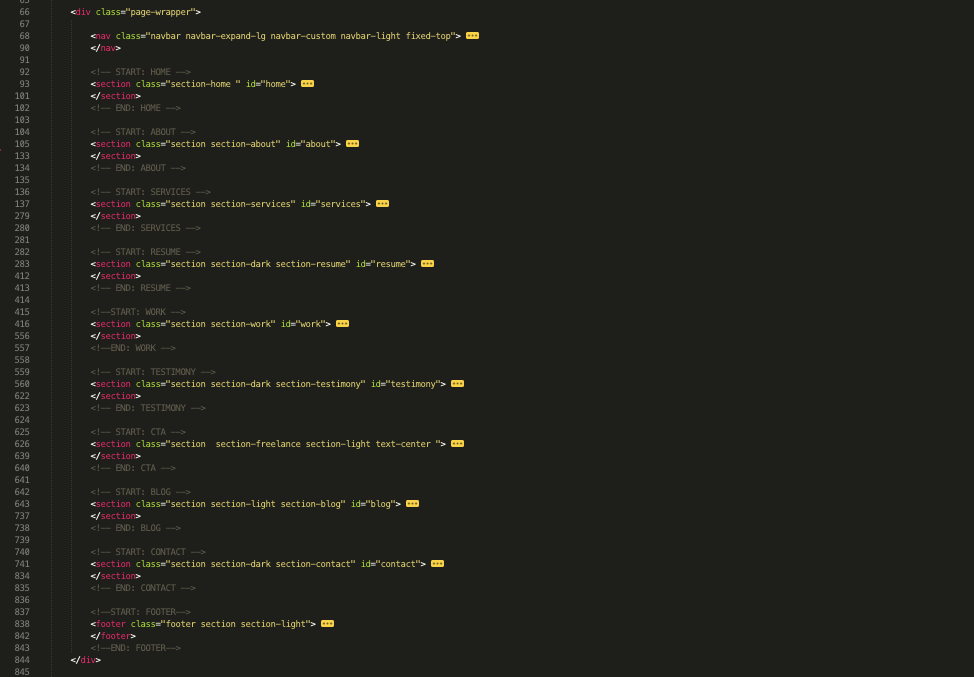 65
66 <div class="page-wrapper">
67
68 <nav class="navbar navbar-expand-lg navbar-custom navbar-light fixed-top">
90 </nav>
91
92 <!-- START: HOME -->
93 <section class="section-home " id="home">
101 </section>
102 <!-- END: HOME -->
103
104 <!-- START: ABOUT -->
105 <section class="section section-about" id="about">
133 </section>
134 <!-- END: ABOUT -->
135
136 <!-- START: SERVICES -->
137 <section class="section section-services" id="services">
279 </section>
280 <!-- END: SERVICES -->
281
282 <!-- START: RESUME -->
283 <section class="section section-dark section-resume" id="resume">
412 </section>
413 <!-- END: RESUME -->
414
415 <!--START: WORK -->
416 <section class="section section-work" id="work">
556 </section>
557 <!--END: WORK -->
558
559 <!-- START: TESTIMONY -->
560 <section class="section section-dark section-testimony" id="testimony">
622 </section>
623 <!-- END: TESTIMONY -->
624
625 <!-- START: CTA -->
626 <section class="section  section-freelance section-light text-center ">
639 </section>
640 <!-- END: CTA -->
641
642 <!-- START: BLOG -->
643 <section class="section section-light section-blog" id="blog">
737 </section>
738 <!-- END: BLOG -->
739
740 <!-- START: CONTACT -->
741 <section class="section section-dark section-contact" id="contact">
834 </section>
835 <!-- END: CONTACT -->
836
837 <!--START: FOOTER-->
838 <footer class="footer section section-light">
842 </footer>
843 <!--END: FOOTER-->
844 </div>
845